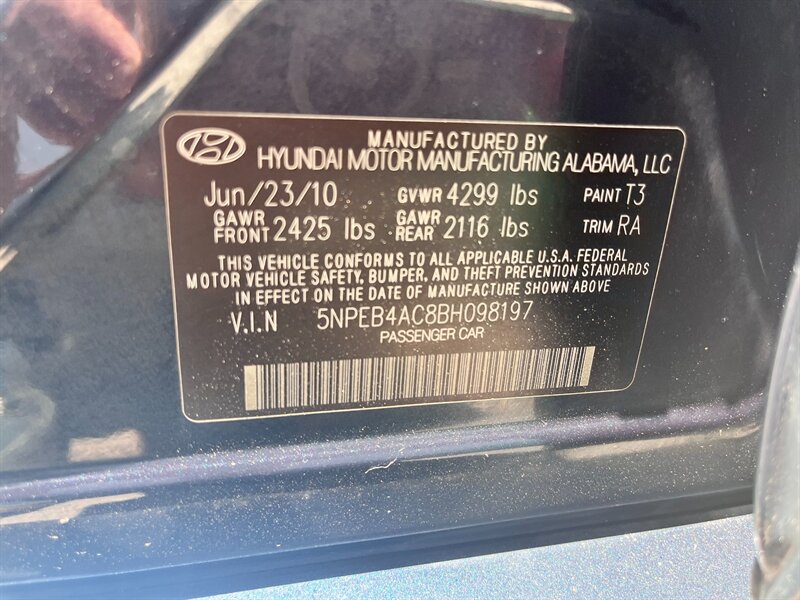 MANUFACTURED BY
HYUNDAI MOTOR MANUFACTURING ALABAMA, LLC
Jun/23/10 GVWR 4299 lbs PAINT T3
GAWR FRONT 2425 lbs GAWR REAR 2116 lbs TRIM RA
THIS VEHICLE CONFORMS TO ALL APPLICABLE U.S.A. FEDERAL
MOTOR VEHICLE SAFETY, BUMPER, AND THEFT PREVENTION STANDARDS
IN EFFECT ON THE DATE OF MANUFACTURE SHOWN ABOVE
V.I.N 5NPEB4AC8BH098197
PASSENGER CAR